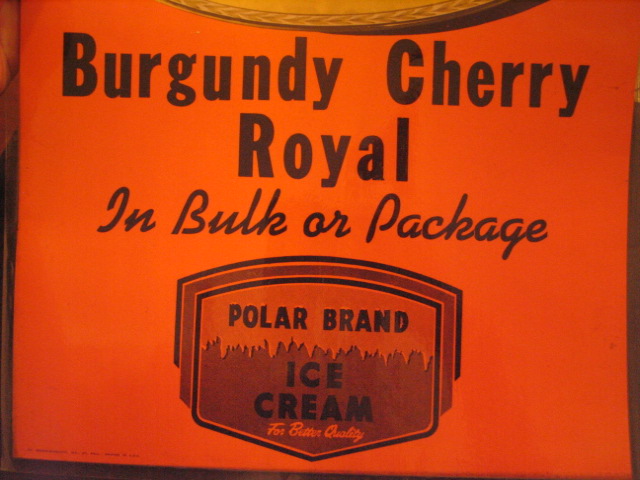 Burgundy Cherry
Royal
In Bulk or Package
POLAR BRAND
ICE
CREAM
For Better Quality